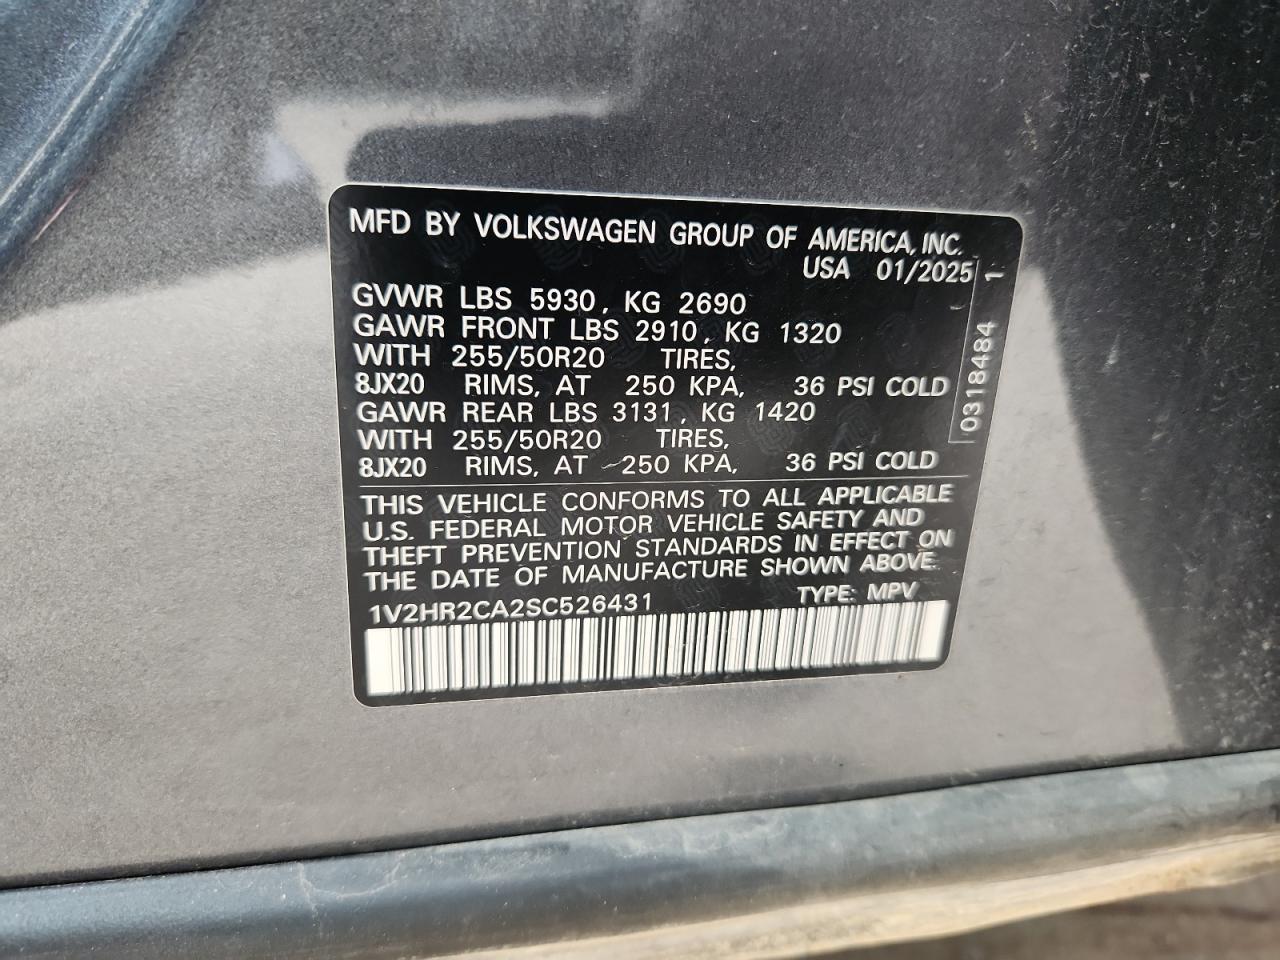 MFD BY VOLKSWAGEN GROUP OF AMERICA, INC.
USA 01/2025
GVWR LBS 5930, KG 2690
GAWR FRONT LBS 2910, KG 1320
WITH 255/50R20 TIRES,
8JX20 RIMS, AT 250 KPA, 36 PSI COLD
GAWR REAR LBS 3131, KG 1420
WITH 255/50R20 TIRES,
8JX20 RIMS, AT 250 KPA, 36 PSI COLD
0318484 1
THIS VEHICLE CONFORMS TO ALL APPLICABLE
U.S. FEDERAL MOTOR VEHICLE SAFETY AND
THEFT PREVENTION STANDARDS IN EFFECT ON
THE DATE OF MANUFACTURE SHOWN ABOVE.
1V2HR2CA2SC526431 TYPE: MPV